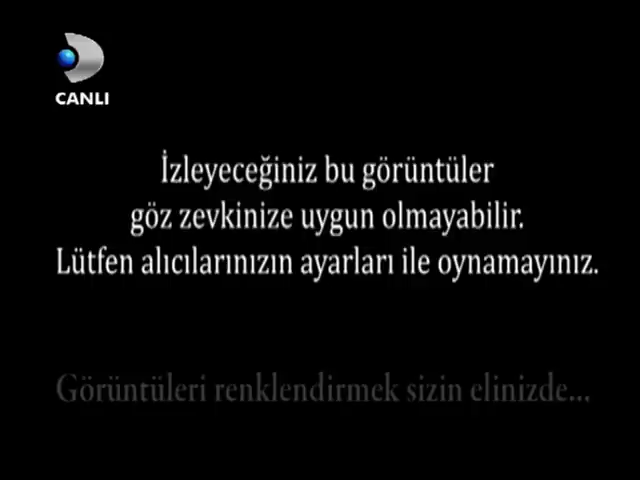 CANLI
İzleyeceğiniz bu görüntüler
göz zevkinize uygun olmayabilir.
Lütfen alıcılarınızın ayarları ile oynamayınız.
Görüntüleri renklendirmek sizin elinizde...